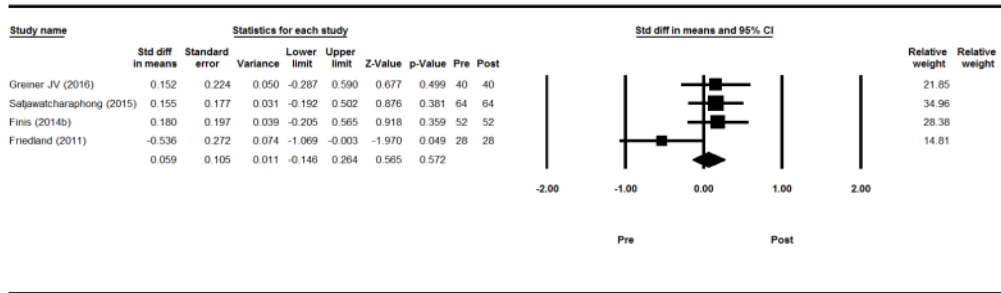 Study name Statistics for each study Std diff in means and 95% CI
Std diff Standard Lower Upper Relative Relative
in means error Variance limit limit Z-Value p-Value Pre Post weight weight
Greiner JV (2016) 0.152 0.224 0.050 -0.287 0.590 0.677 0.499 40 40 21.85
Satjawatcharaphong (2015) 0.155 0.177 0.031 -0.192 0.502 0.876 0.381 64 64 34.96
Finis (2014b) 0.180 0.197 0.039 -0.205 0.565 0.918 0.359 52 52 28.38
Friedland (2011) -0.536 0.272 0.074 -1.069 -0.003 -1.970 0.049 28 28 14.81
0.059 0.105 0.011 -0.146 0.264 0.565 0.572
-2.00 -1.00 0.00 1.00 2.00
Pre Post